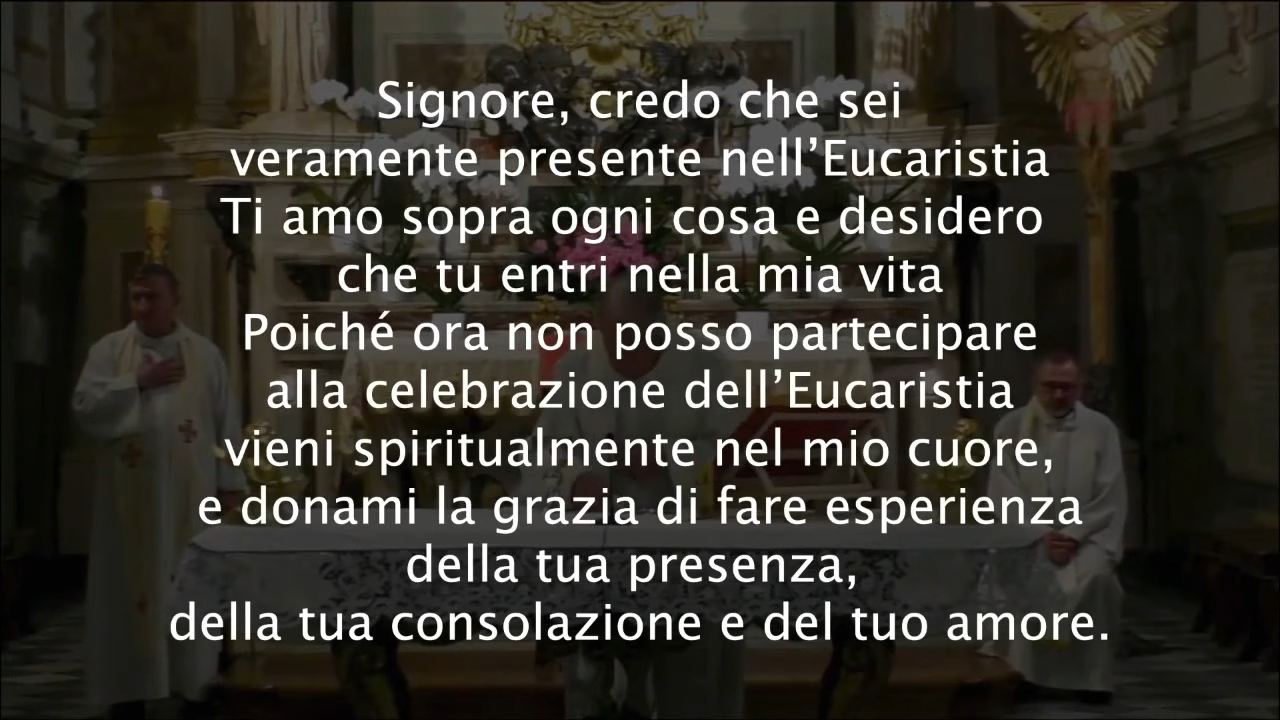 Signore, credo che sei
veramente presente nell’Eucaristia
Ti amo sopra ogni cosa e desidero
che tu entri nella mia vita
Poiché ora non posso partecipare
alla celebrazione dell’Eucaristia
vieni spiritualmente nel mio cuore,
e donami la grazia di fare esperienza
della tua presenza,
della tua consolazione e del tuo amore.